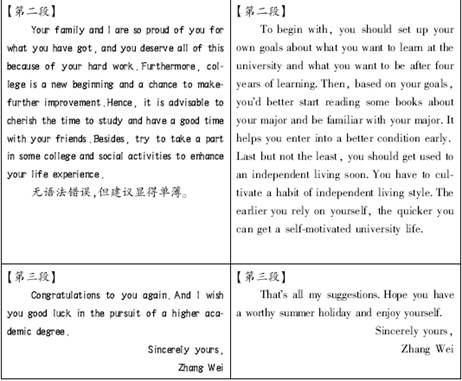 【第二段】
Your family and I are so proud of you for
what you have got, and you deserve all of this
because of your hard work. Furthermore, col-
lege is a new beginning and a chance to make-
further improvement. Hence, it is advisable to
cherish the time to study and have a good time
with your friends. Besides, try to take a part
in some college and social activities to enhance
your life experience.
无语法错误,但建议显得单薄。
【第二段】
To begin with, you should set up your
own goals about what you want to learn at the
university and what you want to be after four
years of learning. Then, based on your goals,
you'd better start reading some books about
your major and be familiar with your major. It
helps you enter into a better condition early.
Last but not the least, you should get used to
an independent living soon. You have to cul-
tivate a habit of independent living style. The
earlier you rely on yourself, the quicker you
can get a self-motivated university life.
【第三段】
Congratulations to you again. And I wish
you good luck in the pursuit of a higher aca-
demic degree.
Sincerely yours,
Zhang Wei
【第三段】
That's all my suggestions. Hope you have
a worthy summer holiday and enjoy yourself.
Sincerely yours,
Zhang Wei